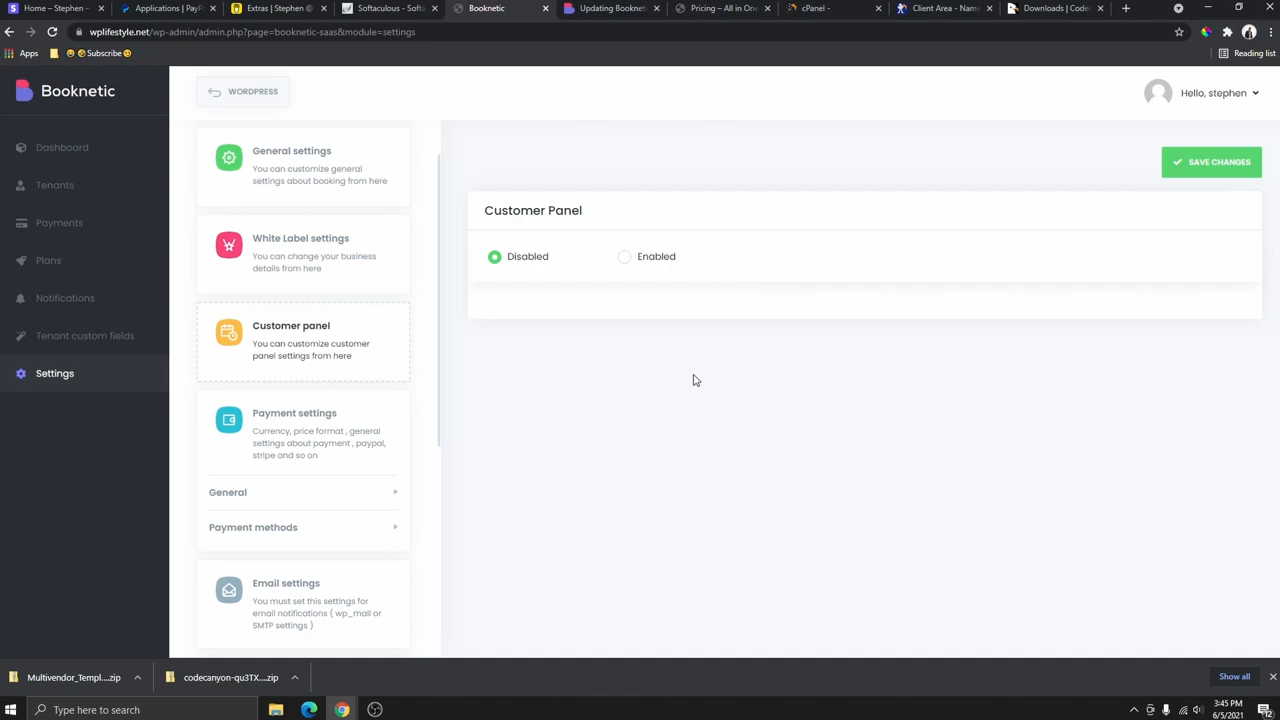 Home - Stephen -
Applications | PayP
Extras | Stephen @
Softaculous - Softa
Booknetic
Updating Booknetic
Pricing – All in One
cPanel -
Client Area - Name
Downloads | Codel
wplifestyle.net/wp-admin/admin.php?page=booknetic-saas&module=settings
Apps
Subscribe
Reading list
Booknetic
WORDPRESS
Hello, stephen
Dashboard
Tenants
Payments
Plans
Notifications
Tenant custom fields
Settings
General settings
You can customize general
settings about booking from here
White Label settings
You can change your business
details from here
Customer panel
You can customize customer
panel settings from here
Payment settings
Currency, price format , general
settings about payment , paypal,
stripe and so on
General
Payment methods
Email settings
You must set this settings for
email notifications ( wp_mail or
SMTP settings )
SAVE CHANGES
Customer Panel
Disabled
Enabled
Multivendor_Templ....zip
codecanyon-qu3TX....zip
Show all
Type here to search
3:45 PM
6/5/2021